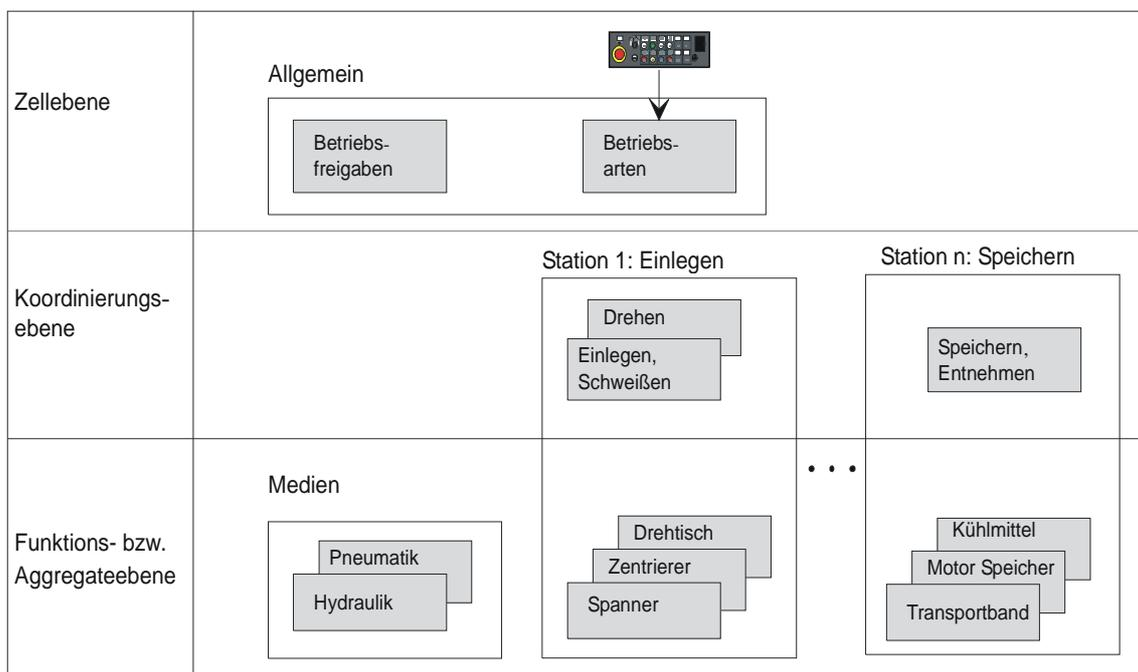 Zellebene
Allgemein
Betriebs-
freigaben
Betriebs-
arten
Koordinierungs-
ebene
Station 1: Einlegen
Drehen
Einlegen,
Schweißen
Station n: Speichern
Speichern,
Entnehmen
Funktions- bzw.
Aggregateebene
Medien
Pneumatik
Hydraulik
Drehtisch
Zentrierer
Spanner
• • •
Kühlmittel
Motor Speicher
Transportband